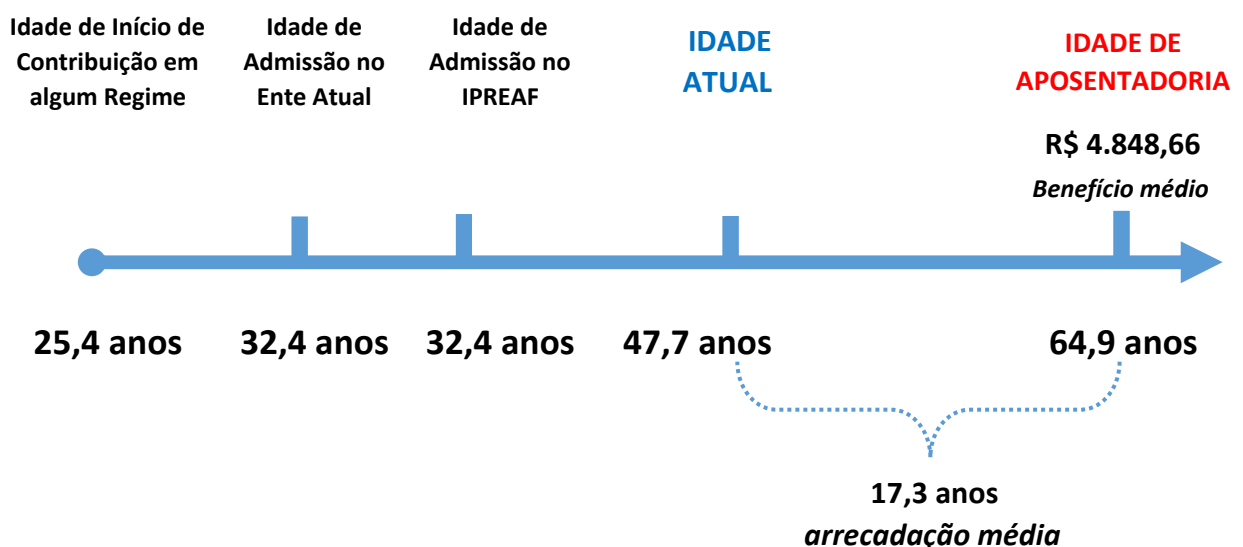 Idade de Início de
Contribuição em
algum Regime
Idade de
Admissão no
Ente Atual
Idade de
Admissão no
IPREAF
IDADE
ATUAL
IDADE DE
APOSENTADORIA
R$ 4.848,66
Benefício médio
25,4 anos
32,4 anos
32,4 anos
47,7 anos
64,9 anos
17,3 anos
arrecadação média